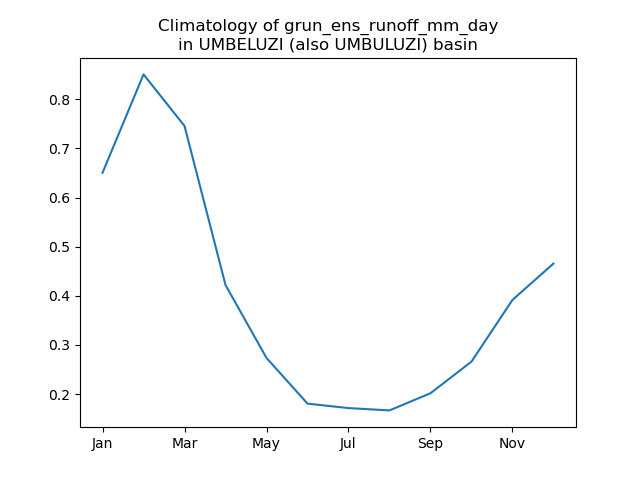 Climatology of grun_ens_runoff_mm_day
in UMBELUZI (also UMBULUZI) basin
0.8
0.7
0.6
0.5
0.4
0.3
0.2
Jan Mar May Jul Sep Nov